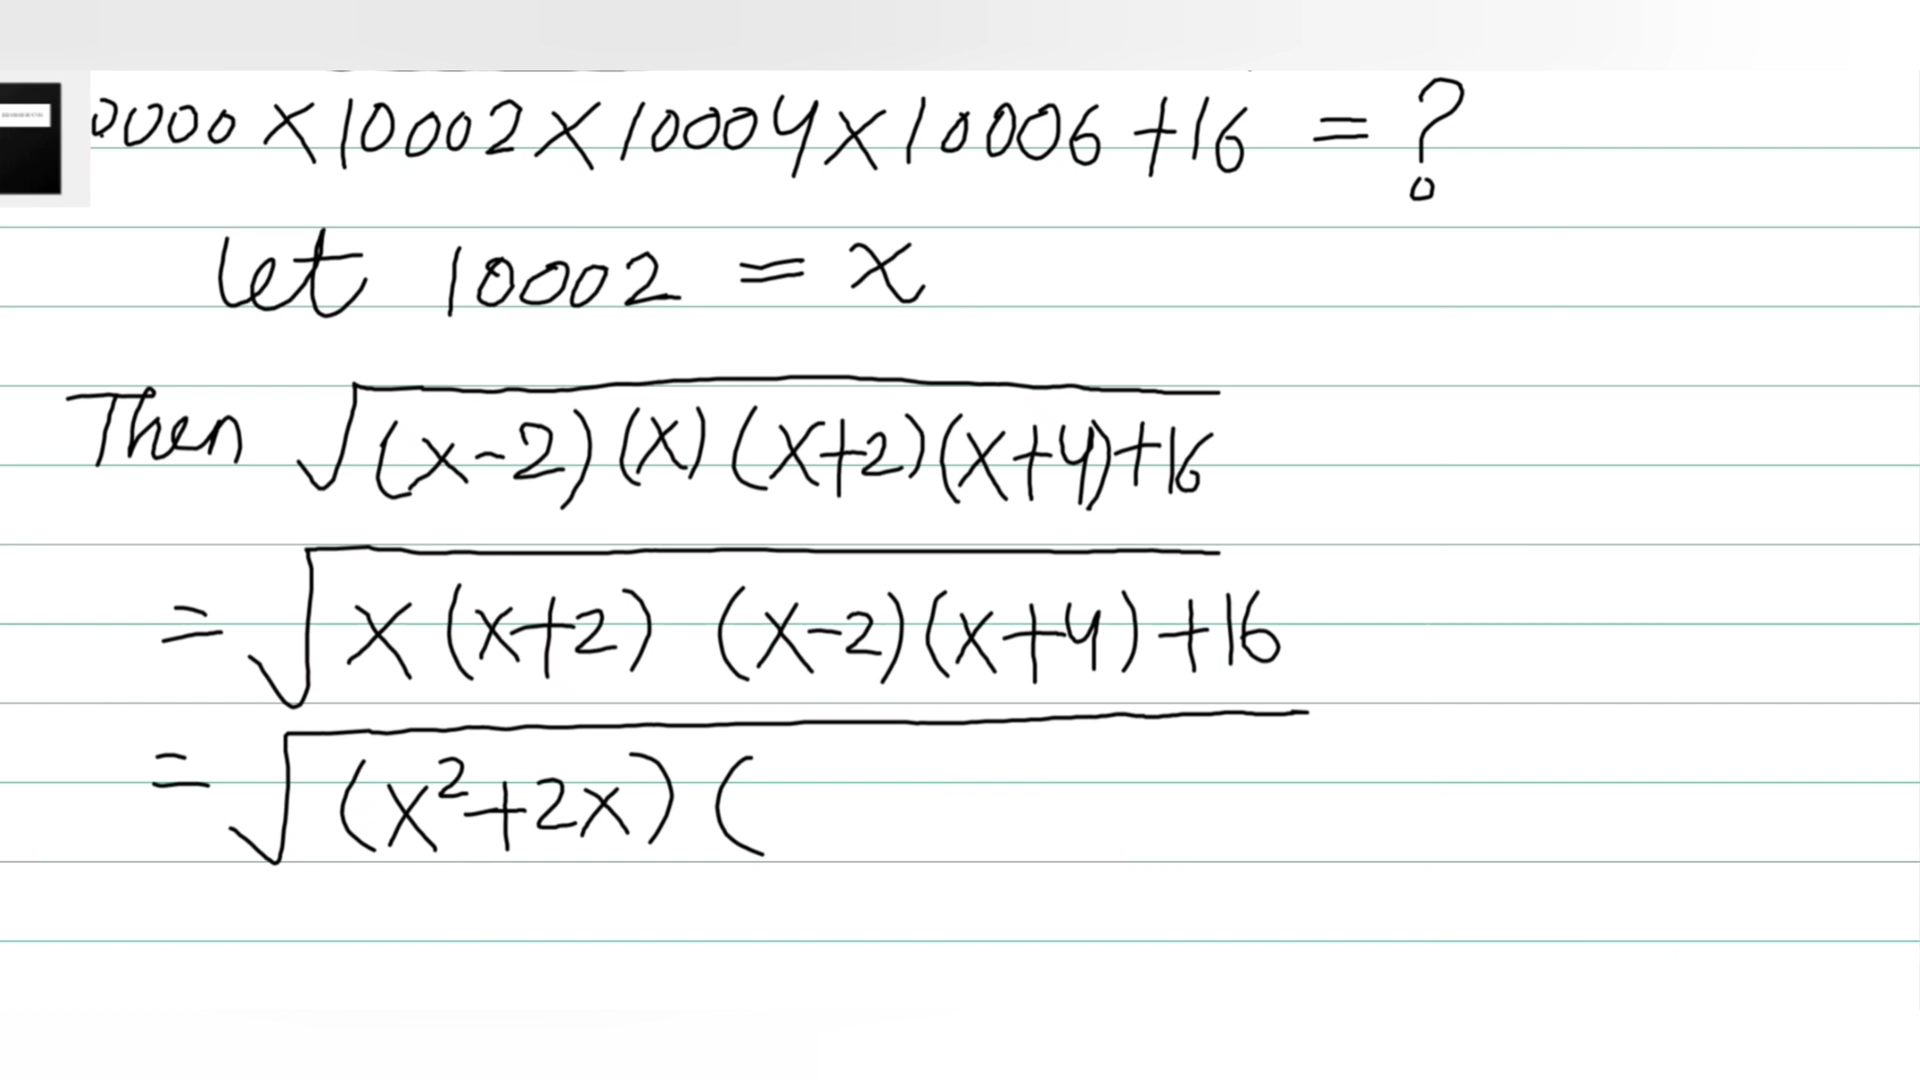 0000 × 10002 × 10004 × 10006 + 16 = ?
Let 10002 = x
Then √(x-2)(x)(x+2)(x+4)+16
= √x(x+2) (x-2)(x+4)+16
= √(x²+2x)(